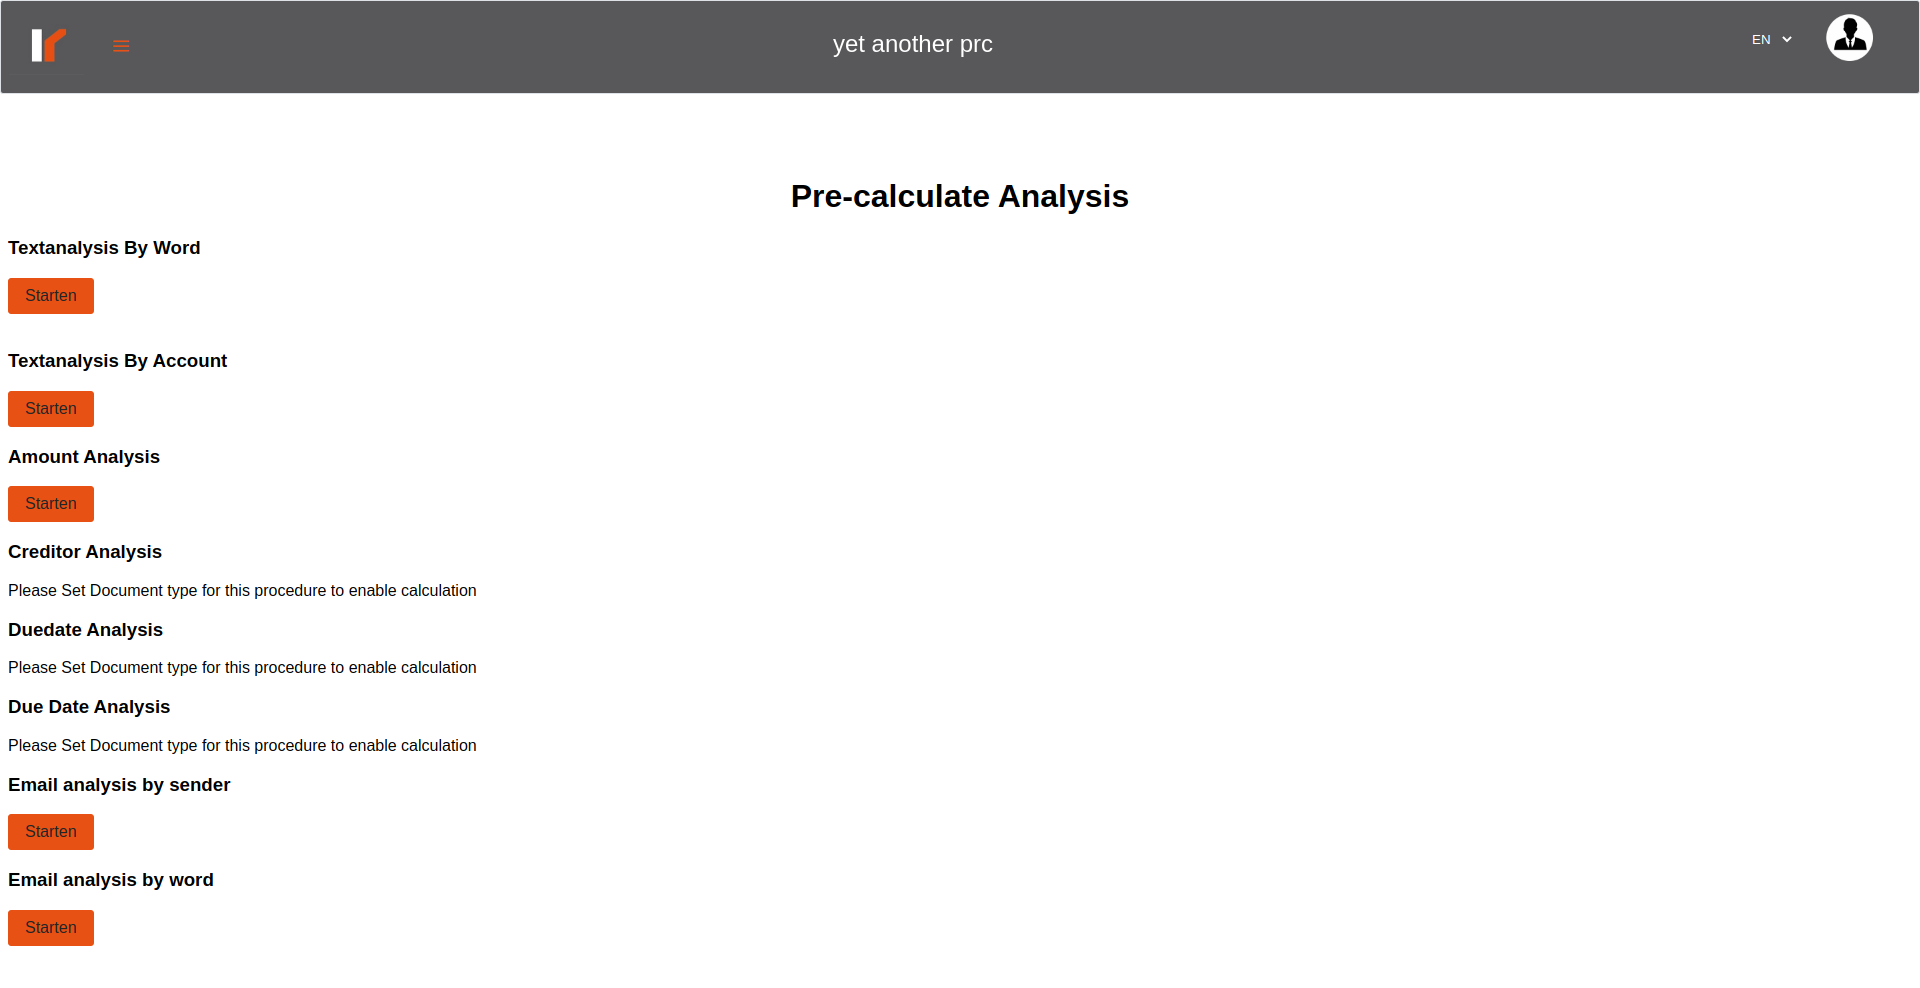 yet another prc
EN
Pre-calculate Analysis
Textanalysis By Word
Starten
Textanalysis By Account
Starten
Amount Analysis
Starten
Creditor Analysis
Please Set Document type for this procedure to enable calculation
Duedate Analysis
Please Set Document type for this procedure to enable calculation
Due Date Analysis
Please Set Document type for this procedure to enable calculation
Email analysis by sender
Starten
Email analysis by word
Starten